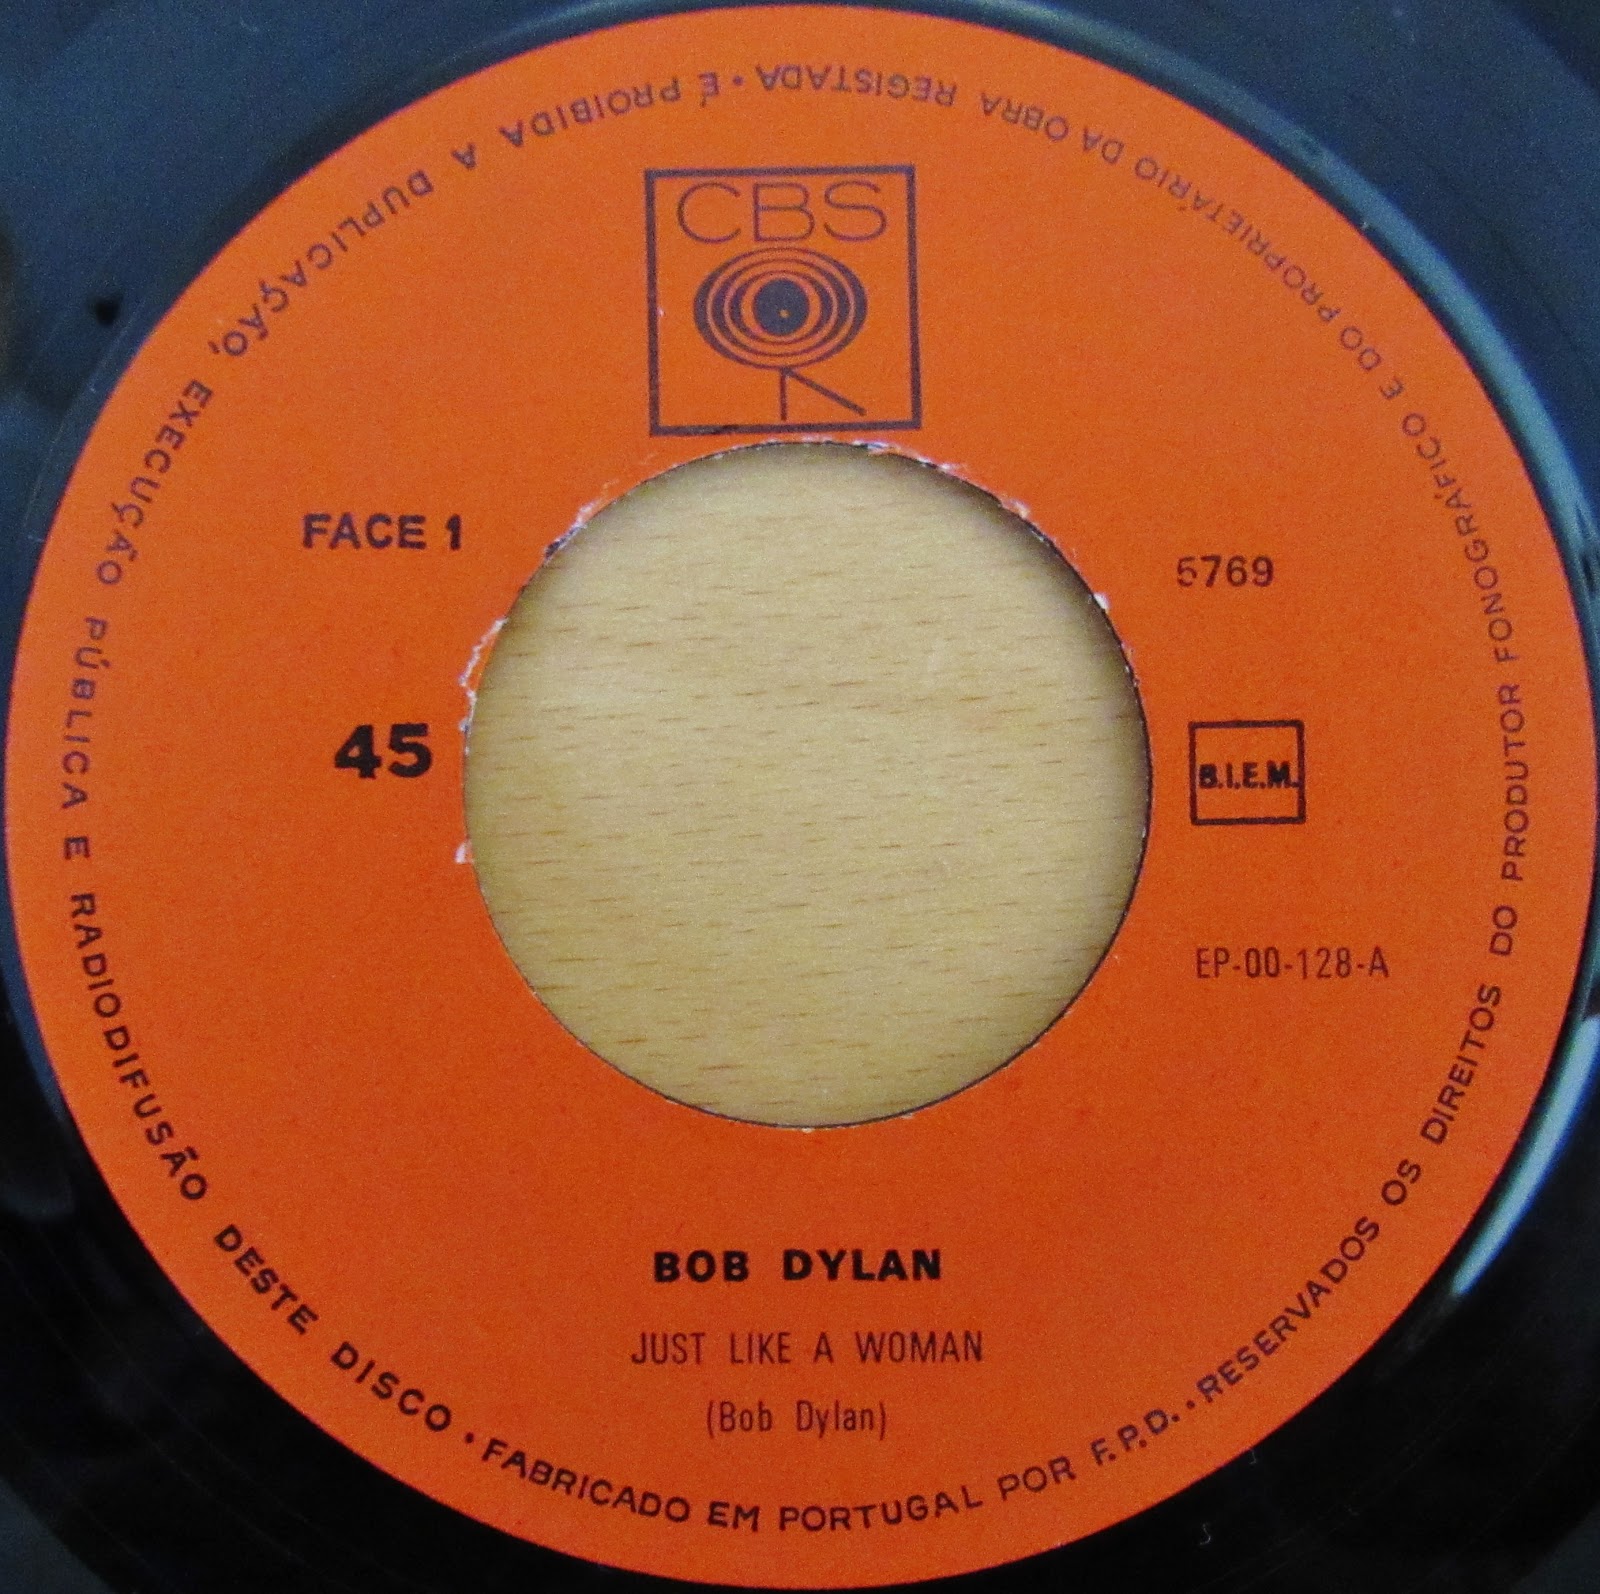 CBS
FACE 1
5769
45
B.I.E.M.
EP-00-128-A
BOB DYLAN
JUST LIKE A WOMAN
(Bob Dylan)
FABRICADO EM PORTUGAL POR F.P.D. • RESERVADOS OS DIREITOS DO PRODUTOR FONOGRÁFICO E DO PROPRIETÁRIO DA OBRA REGISTADA • É PROIBIDA A DUPLICAÇÃO, EXECUÇÃO PÚBLICA E RADIODIFUSÃO DESTE DISCO •